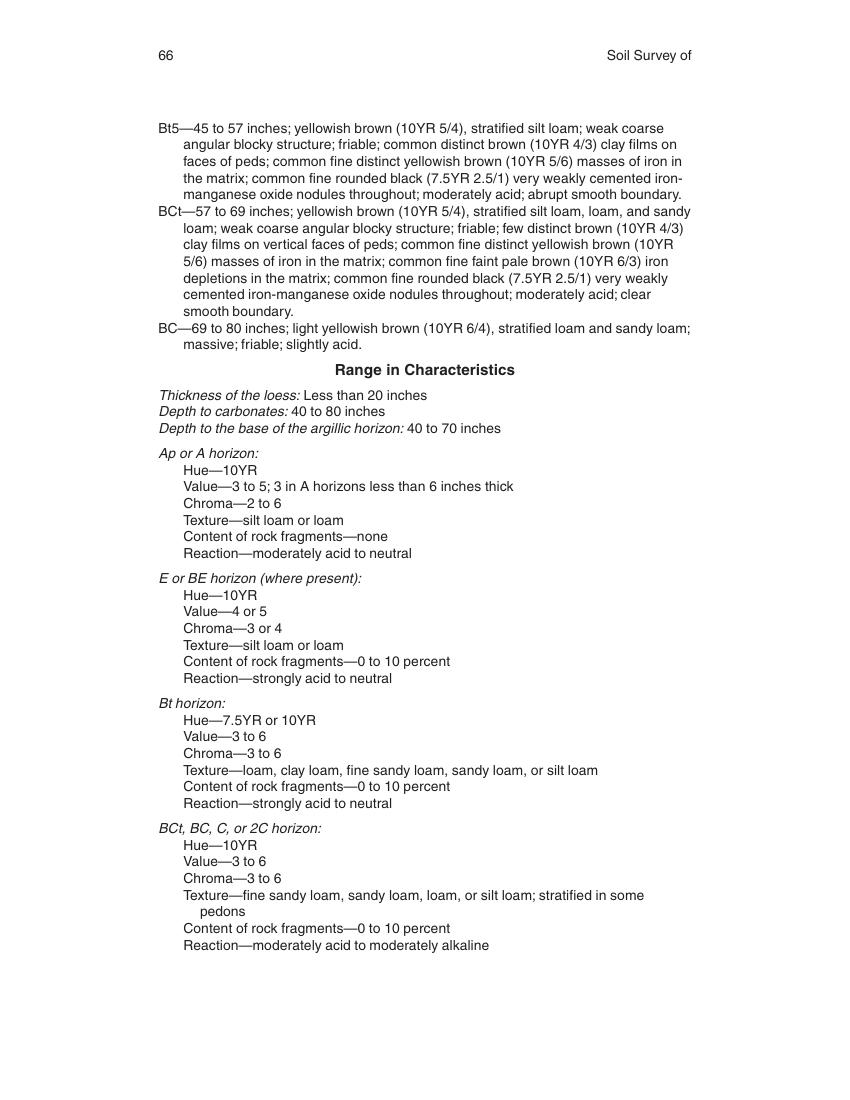 66
Soil Survey of
Bt5—45 to 57 inches; yellowish brown (10YR 5/4), stratified silt loam; weak coarse
angular blocky structure; friable; common distinct brown (10YR 4/3) clay films on
faces of peds; common fine distinct yellowish brown (10YR 5/6) masses of iron in
the matrix; common fine rounded black (7.5YR 2.5/1) very weakly cemented iron-
manganese oxide nodules throughout; moderately acid; abrupt smooth boundary.
BCt—57 to 69 inches; yellowish brown (10YR 5/4), stratified silt loam, loam, and sandy
loam; weak coarse angular blocky structure; friable; few distinct brown (10YR 4/3)
clay films on vertical faces of peds; common fine distinct yellowish brown (10YR
5/6) masses of iron in the matrix; common fine faint pale brown (10YR 6/3) iron
depletions in the matrix; common fine rounded black (7.5YR 2.5/1) very weakly
cemented iron-manganese oxide nodules throughout; moderately acid; clear
smooth boundary.
BC—69 to 80 inches; light yellowish brown (10YR 6/4), stratified loam and sandy loam;
massive; friable; slightly acid.
Range in Characteristics
Thickness of the loess: Less than 20 inches
Depth to carbonates: 40 to 80 inches
Depth to the base of the argillic horizon: 40 to 70 inches
Ap or A horizon:
Hue—10YR
Value—3 to 5; 3 in A horizons less than 6 inches thick
Chroma—2 to 6
Texture—silt loam or loam
Content of rock fragments—none
Reaction—moderately acid to neutral
E or BE horizon (where present):
Hue—10YR
Value—4 or 5
Chroma—3 or 4
Texture—silt loam or loam
Content of rock fragments—0 to 10 percent
Reaction—strongly acid to neutral
Bt horizon:
Hue—7.5YR or 10YR
Value—3 to 6
Chroma—3 to 6
Texture—loam, clay loam, fine sandy loam, sandy loam, or silt loam
Content of rock fragments—0 to 10 percent
Reaction—strongly acid to neutral
BCt, BC, C, or 2C horizon:
Hue—10YR
Value—3 to 6
Chroma—3 to 6
Texture—fine sandy loam, sandy loam, loam, or silt loam; stratified in some
pedons
Content of rock fragments—0 to 10 percent
Reaction—moderately acid to moderately alkaline